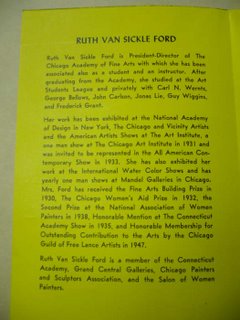 RUTH VAN SICKLE FORD
Ruth Van Sickle Ford is President-Director of The
Chicago Academy of Fine Arts with which she has been
associated also as a student and an instructor. After
graduating from the Academy, she studied at the Art
Students League and privately with Carl N. Werntz,
George Bellows, John Carlson, Jonas Lie, Guy Wiggins,
and Frederick Grant.
Her work has been exhibited at the National Academy
of Design in New York, The Chicago and Vicinity Artists
and the American Artists Shows at The Art Institute, a
one man show at The Chicago Art Institute in 1931 and
was invited to be represented in the All American Con-
temporary Show in 1933. She has also exhibited her
work at the International Water Color Shows and has
yearly one man shows at Mandel Galleries in Chicago.
Mrs. Ford has received the Fine Arts Building Prize in
1930, The Chicago Women's Aid Prize in 1932, the
Second Prize at the National Association of Women
Painters in 1938, Honorable Mention at The Connecticut
Academy Show in 1935; and Honorable Membership for
Outstanding Contribution to the Arts by the Chicago
Guild of Free Lance Artists in 1947.
Ruth Van Sickle Ford is a member of the Connecticut
Academy, Grand Central Galleries, Chicago Painters
and Sculptors Association, and the Salon of Women
Painters.